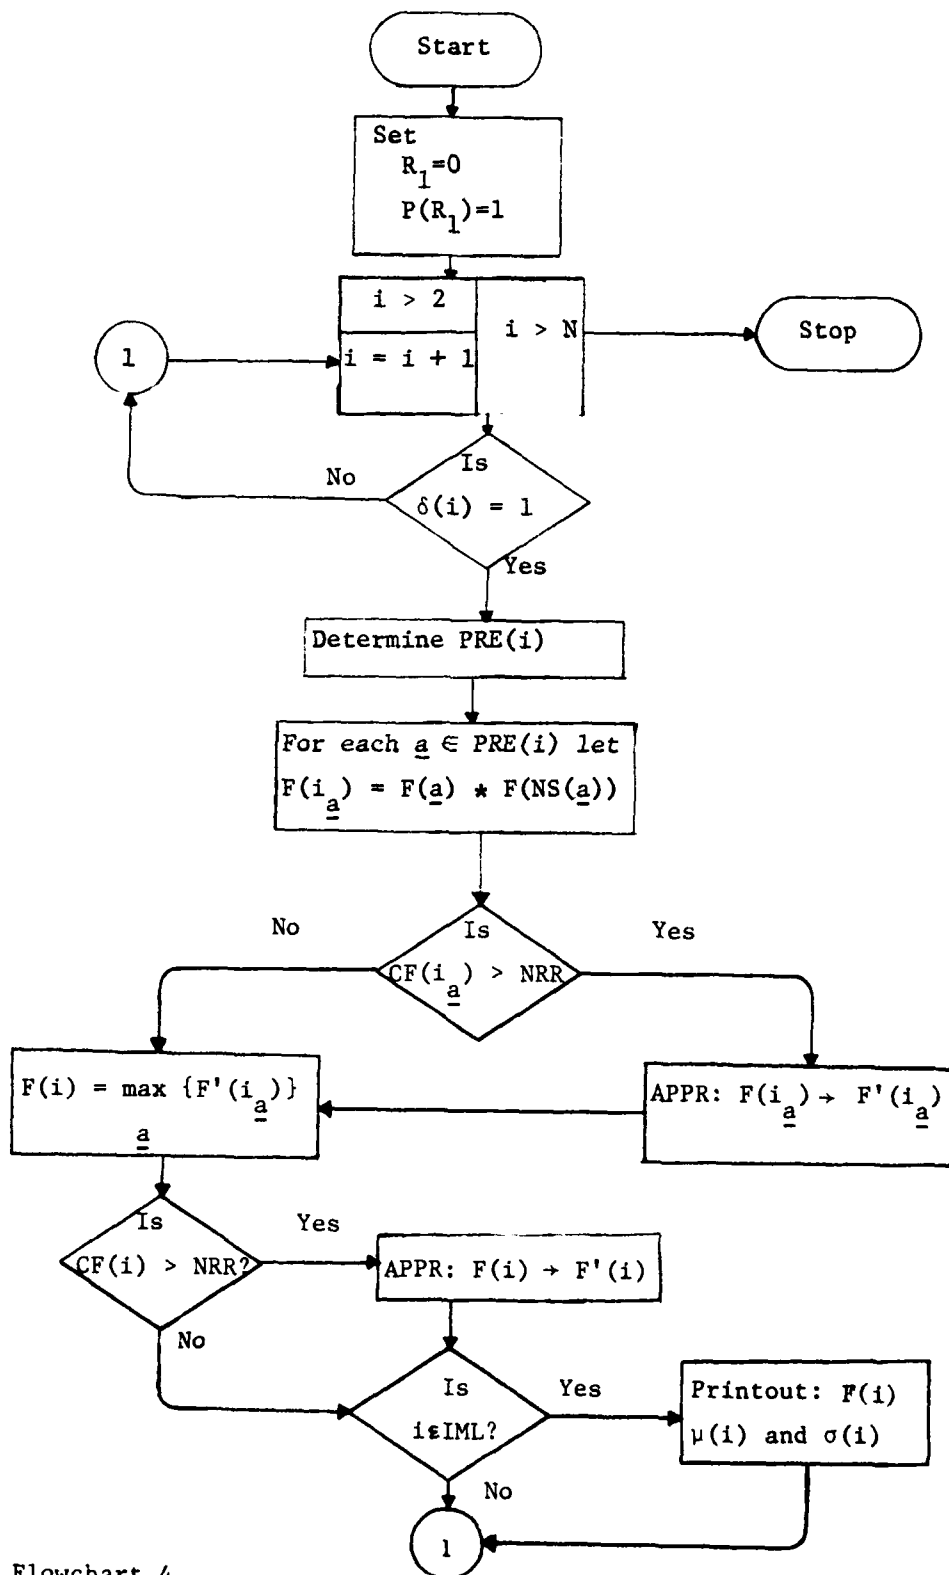 Start
Set
R1=0
P(R1)=1
i > 2
i > N
Stop
1
i = i + 1
Is
No
δ(i) = 1
Yes
Determine PRE(i)
For each a ∈ PRE(i) let
F(ia) = F(a) * F(NS(a))
No
Is
Yes
CF(ia) > NRR
F(i) = max {F'(ia)}
a
APPR: F(ia) → F'(ia)
Is
Yes
CF(i) > NRR?
APPR: F(i) → F'(i)
No
Is
Yes
iεIML?
Printout: F(i)
μ(i) and σ(i)
No
1
Flowchart 4